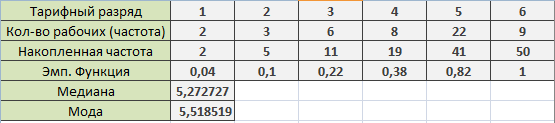 Тарифный разряд 1 2 3 4 5 6
Кол-во рабочих (частота) 2 3 6 8 22 9
Накопленная частота 2 5 11 19 41 50
Эмп. Функция 0,04 0,1 0,22 0,38 0,82 1
Медиана 5,272727
Мода 5,518519